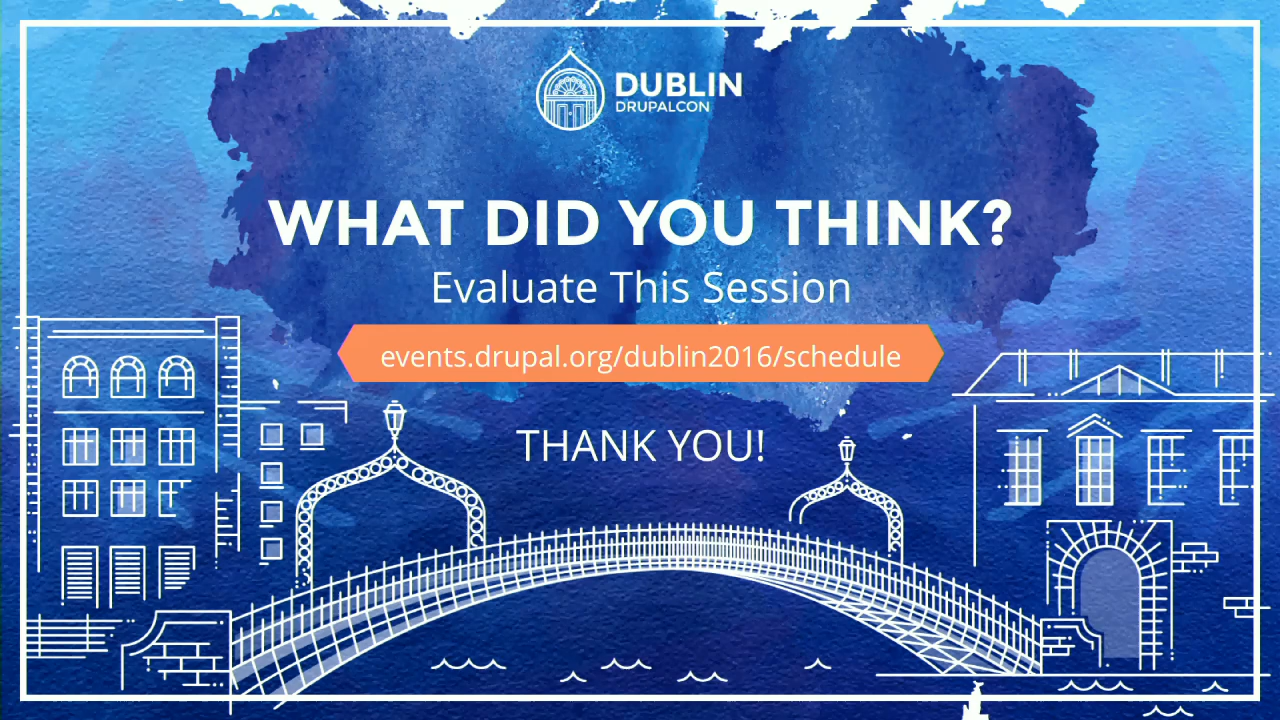 DUBLIN
DRUPALCON
WHAT DID YOU THINK?
Evaluate This Session
events.drupal.org/dublin2016/schedule
THANK YOU!